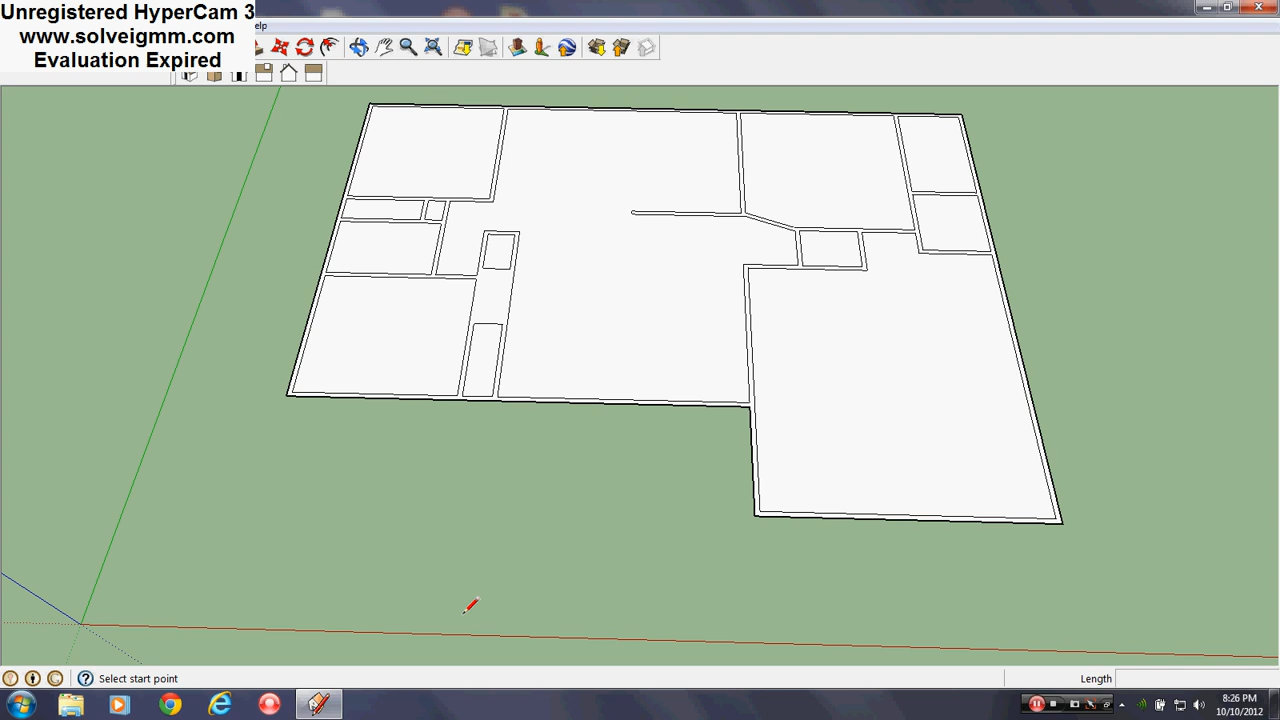 Unregistered HyperCam 3
www.solveigmm.com
Evaluation Expired
elp
Select start point
Length
8:26 PM
10/10/2012